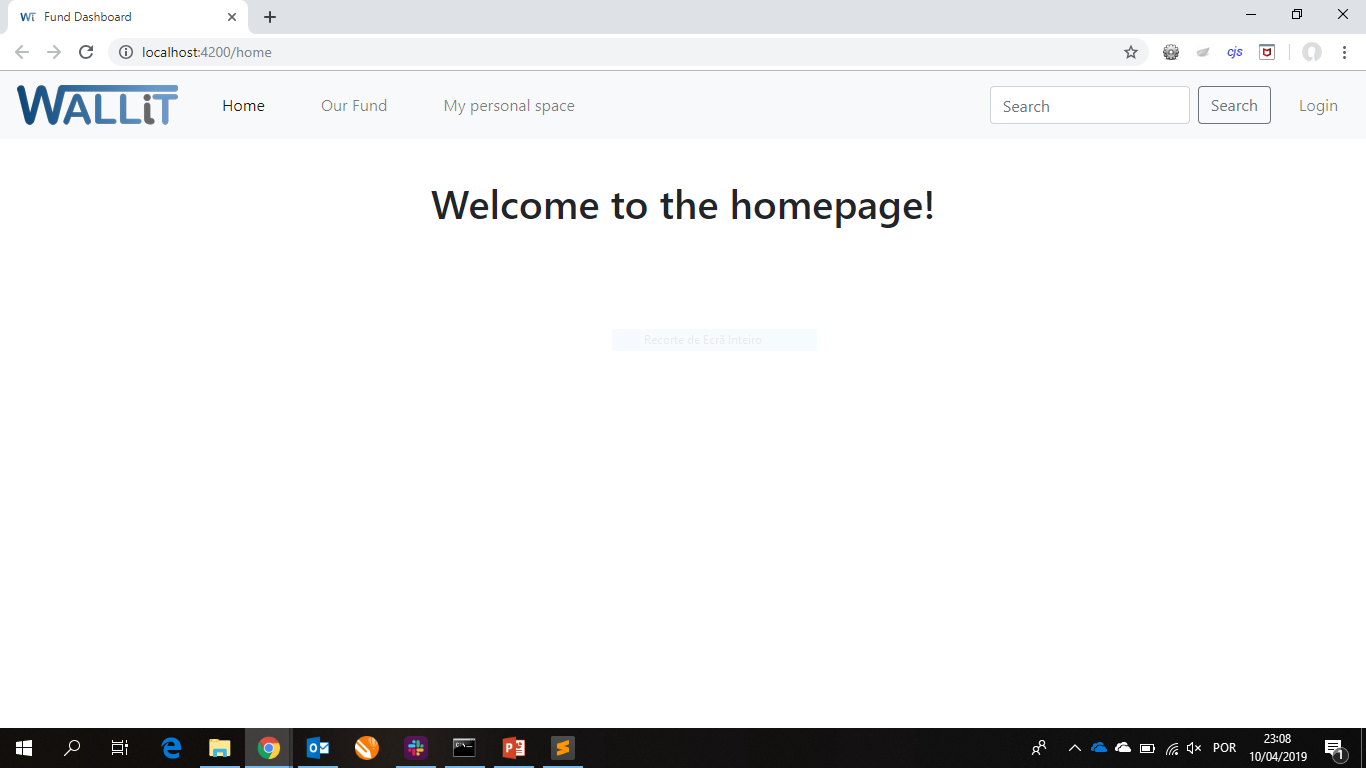 WT Fund Dashboard
localhost:4200/home
cjs
WALLiT Home Our Fund My personal space Search Search Login
Welcome to the homepage!
Recorte de Ecrã Inteiro
POR 23:08
10/04/2019 1